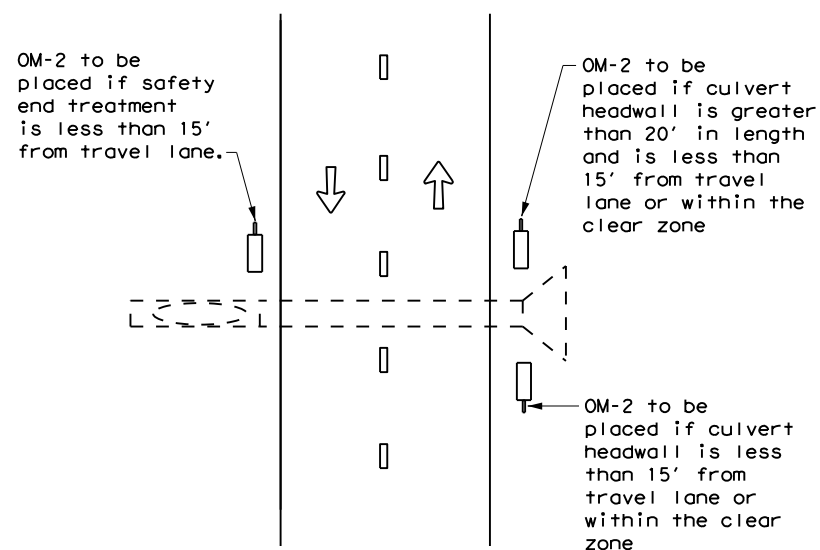 OM-2 to be
placed if safety
end treatment
is less than 15'
from travel lane.
OM-2 to be
placed if culvert
headwall is greater
than 20' in length
and is less than
15' from travel
lane or within the
clear zone
OM-2 to be
placed if culvert
headwall is less
than 15' from
travel lane or
within the clear
zone